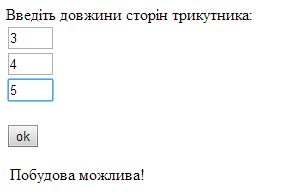 Введіть довжини сторін трикутника:
3
4
5
ok
Побудова можлива!